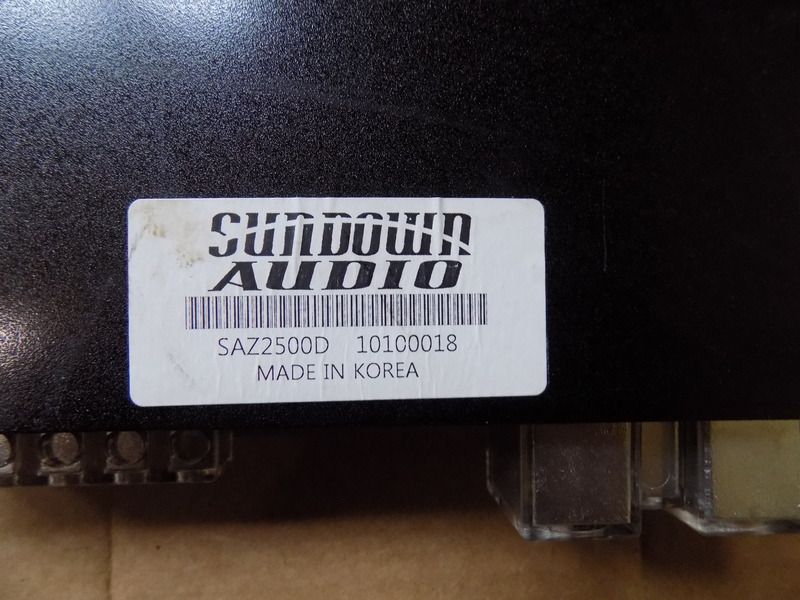 SUNDOWN
AUDIO
SAZ2500D 10100018
MADE IN KOREA